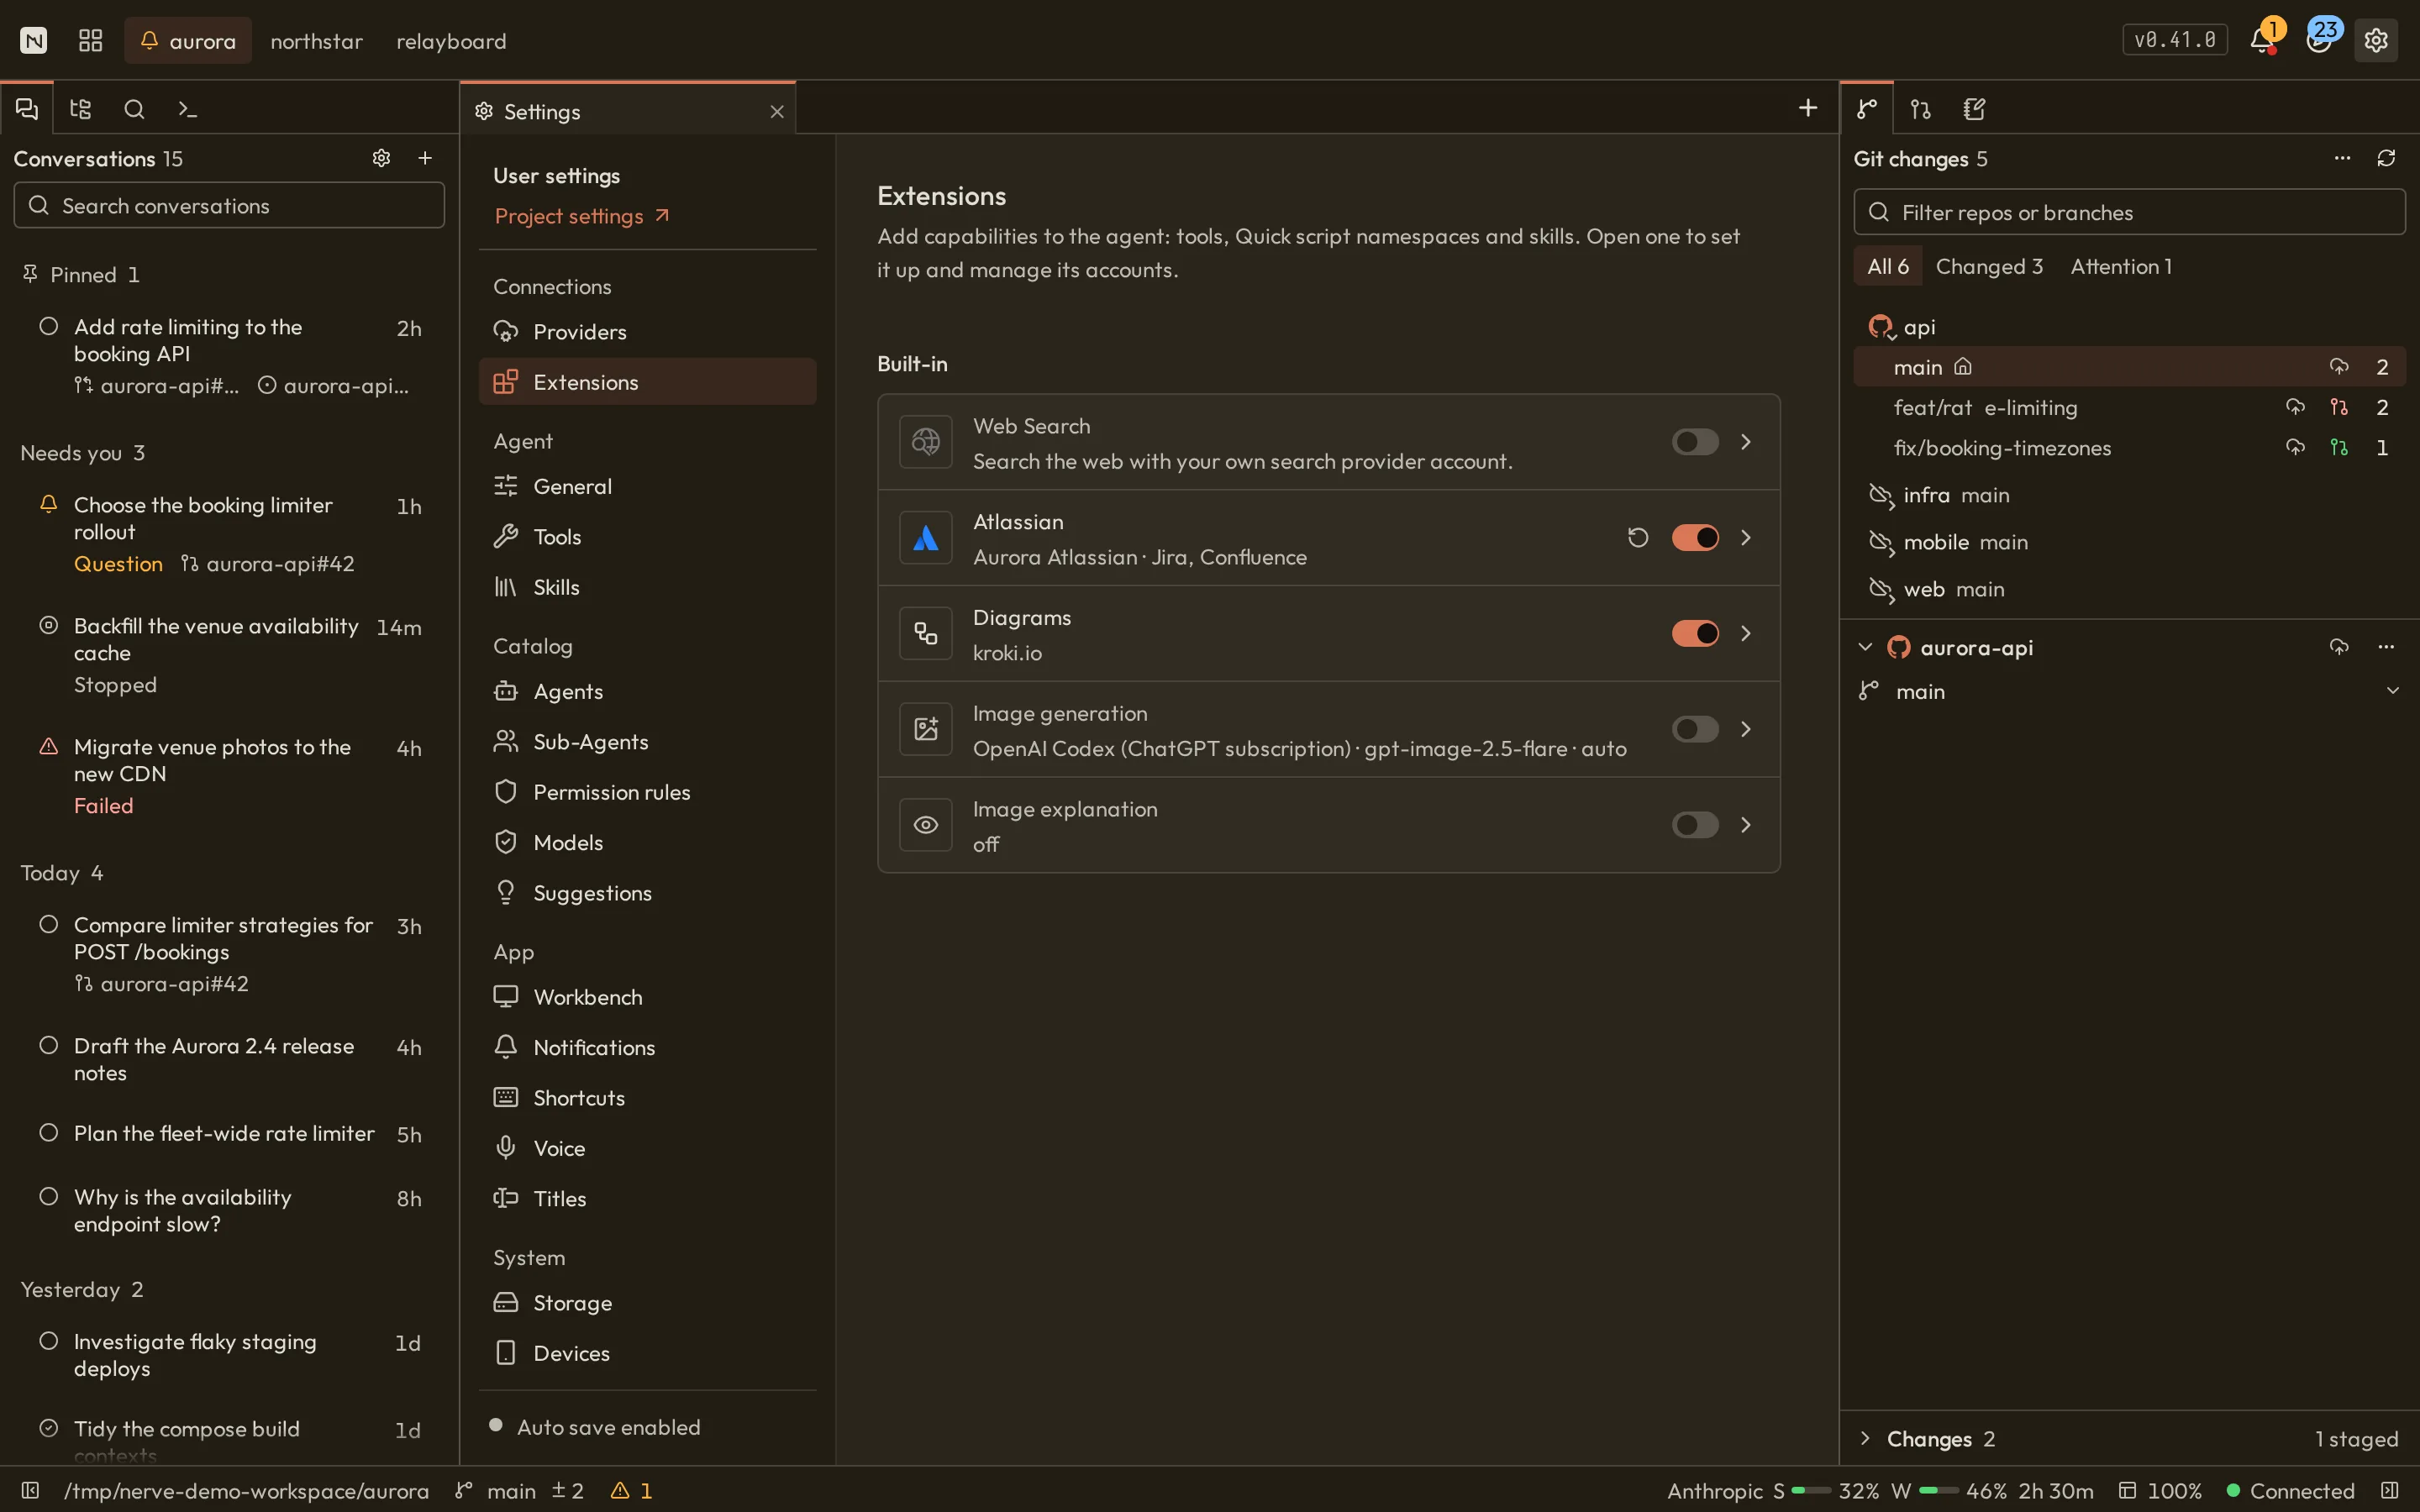 aurora
northstar
relayboard
v0.41.0
1
23
Conversations 15
Search conversations
Pinned 1
Add rate limiting to the
booking API
2h
aurora-api#...
aurora-api...
Needs you 3
Choose the booking limiter
rollout
1h
Question
aurora-api#42
Backfill the venue availability
cache
14m
Stopped
Migrate venue photos to the
new CDN
4h
Failed
Today 4
Compare limiter strategies for
POST /bookings
3h
aurora-api#42
Draft the Aurora 2.4 release
notes
4h
Plan the fleet-wide rate limiter
5h
Why is the availability
endpoint slow?
8h
Yesterday 2
Investigate flaky staging
deploys
1d
Tidy the compose build
contexts
1d
Settings
User settings
Project settings
Connections
Providers
Extensions
Agent
General
Tools
Skills
Catalog
Agents
Sub-Agents
Permission rules
Models
Suggestions
App
Workbench
Notifications
Shortcuts
Voice
Titles
System
Storage
Devices
Auto save enabled
Extensions
Add capabilities to the agent: tools, Quick script namespaces and skills. Open one to set
it up and manage its accounts.
Built-in
Web Search
Search the web with your own search provider account.
Atlassian
Aurora Atlassian · Jira, Confluence
Diagrams
kroki.io
Image generation
OpenAI Codex (ChatGPT subscription) · gpt-image-2.5-flare · auto
Image explanation
off
Git changes 5
Filter repos or branches
All 6
Changed 3
Attention 1
api
main
2
feat/rat e-limiting
2
fix/booking-timezones
1
infra main
mobile main
web main
aurora-api
main
Changes 2
1 staged
/tmp/nerve-demo-workspace/aurora
main ±2
1
Anthropic S 32% W 46% 2h 30m
100%
Connected